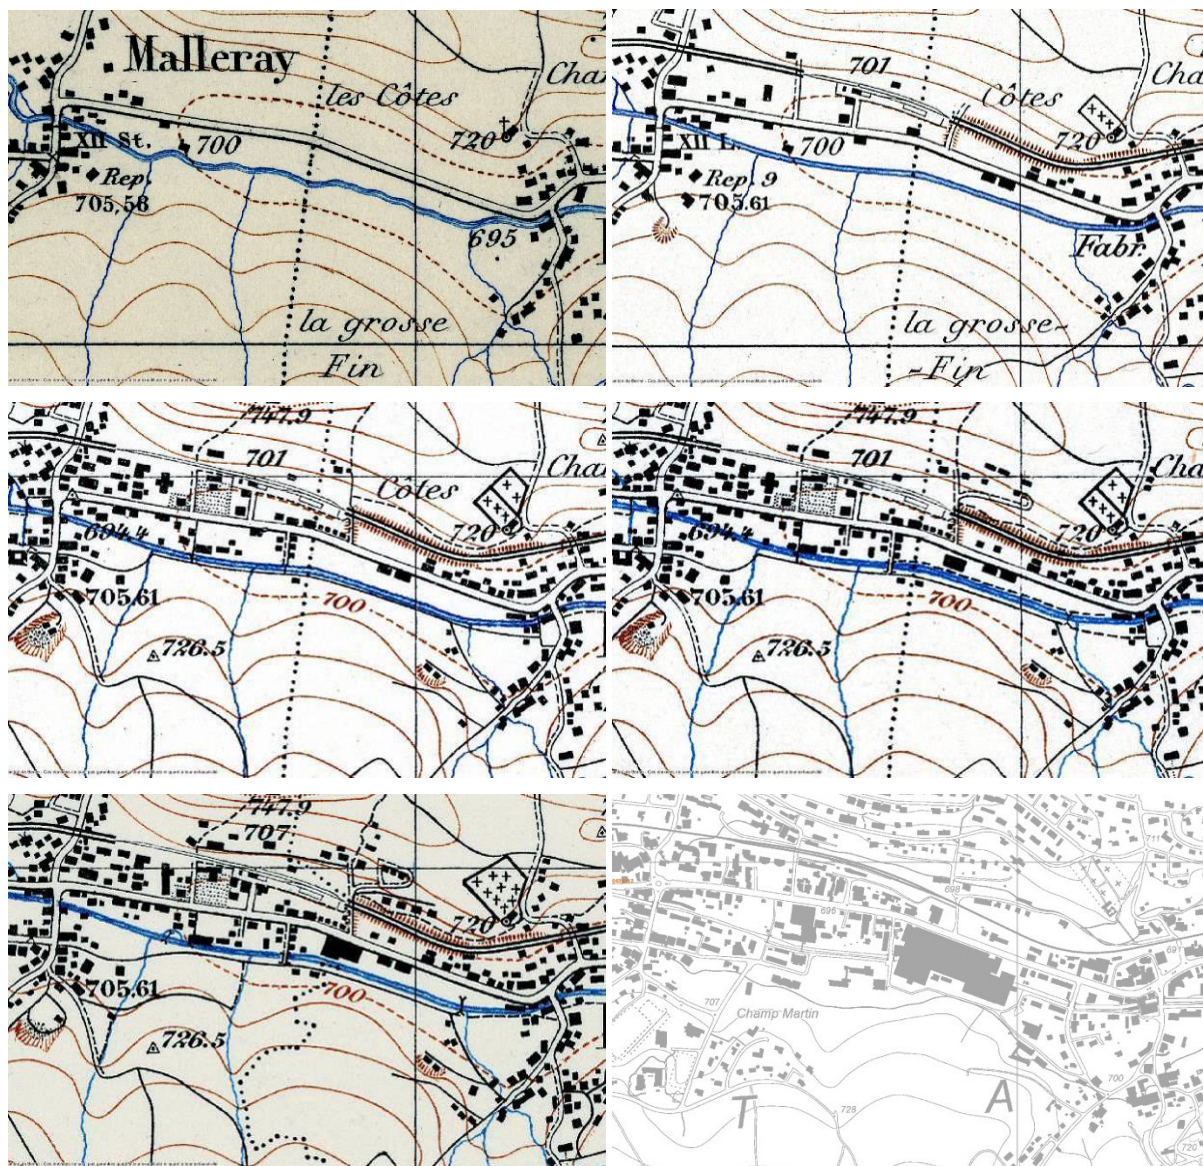 Malleray
les Côtes
Cha
720
XII St.
700
Rep.
705,58
695
la grosse
Fin
701
Côtes
Cha
720
XII L.
700
Rep. 9
705.61
Fabr.
la grosse-
-Fin
747.9
701
Côtes
Cha
694.4
720
705.61
700
726.5
747.9
701
Cha
694.4
720
705.61
700
726.5
747.9
707
720
705.61
700
726.5
711
698
695
707
Champ Martin
700
T
A
728
720